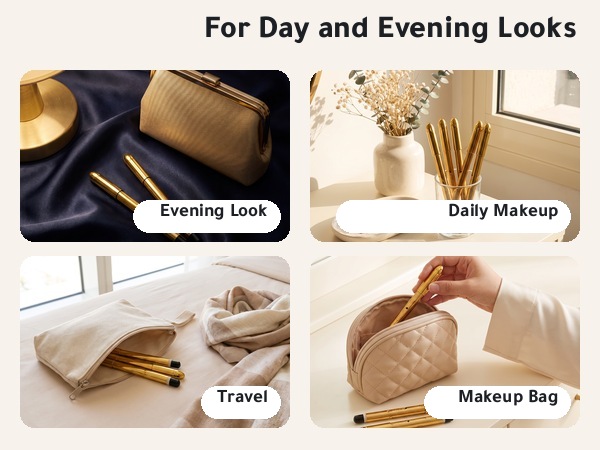 For Day and Evening Looks
Evening Look
Daily Makeup
Travel
Makeup Bag